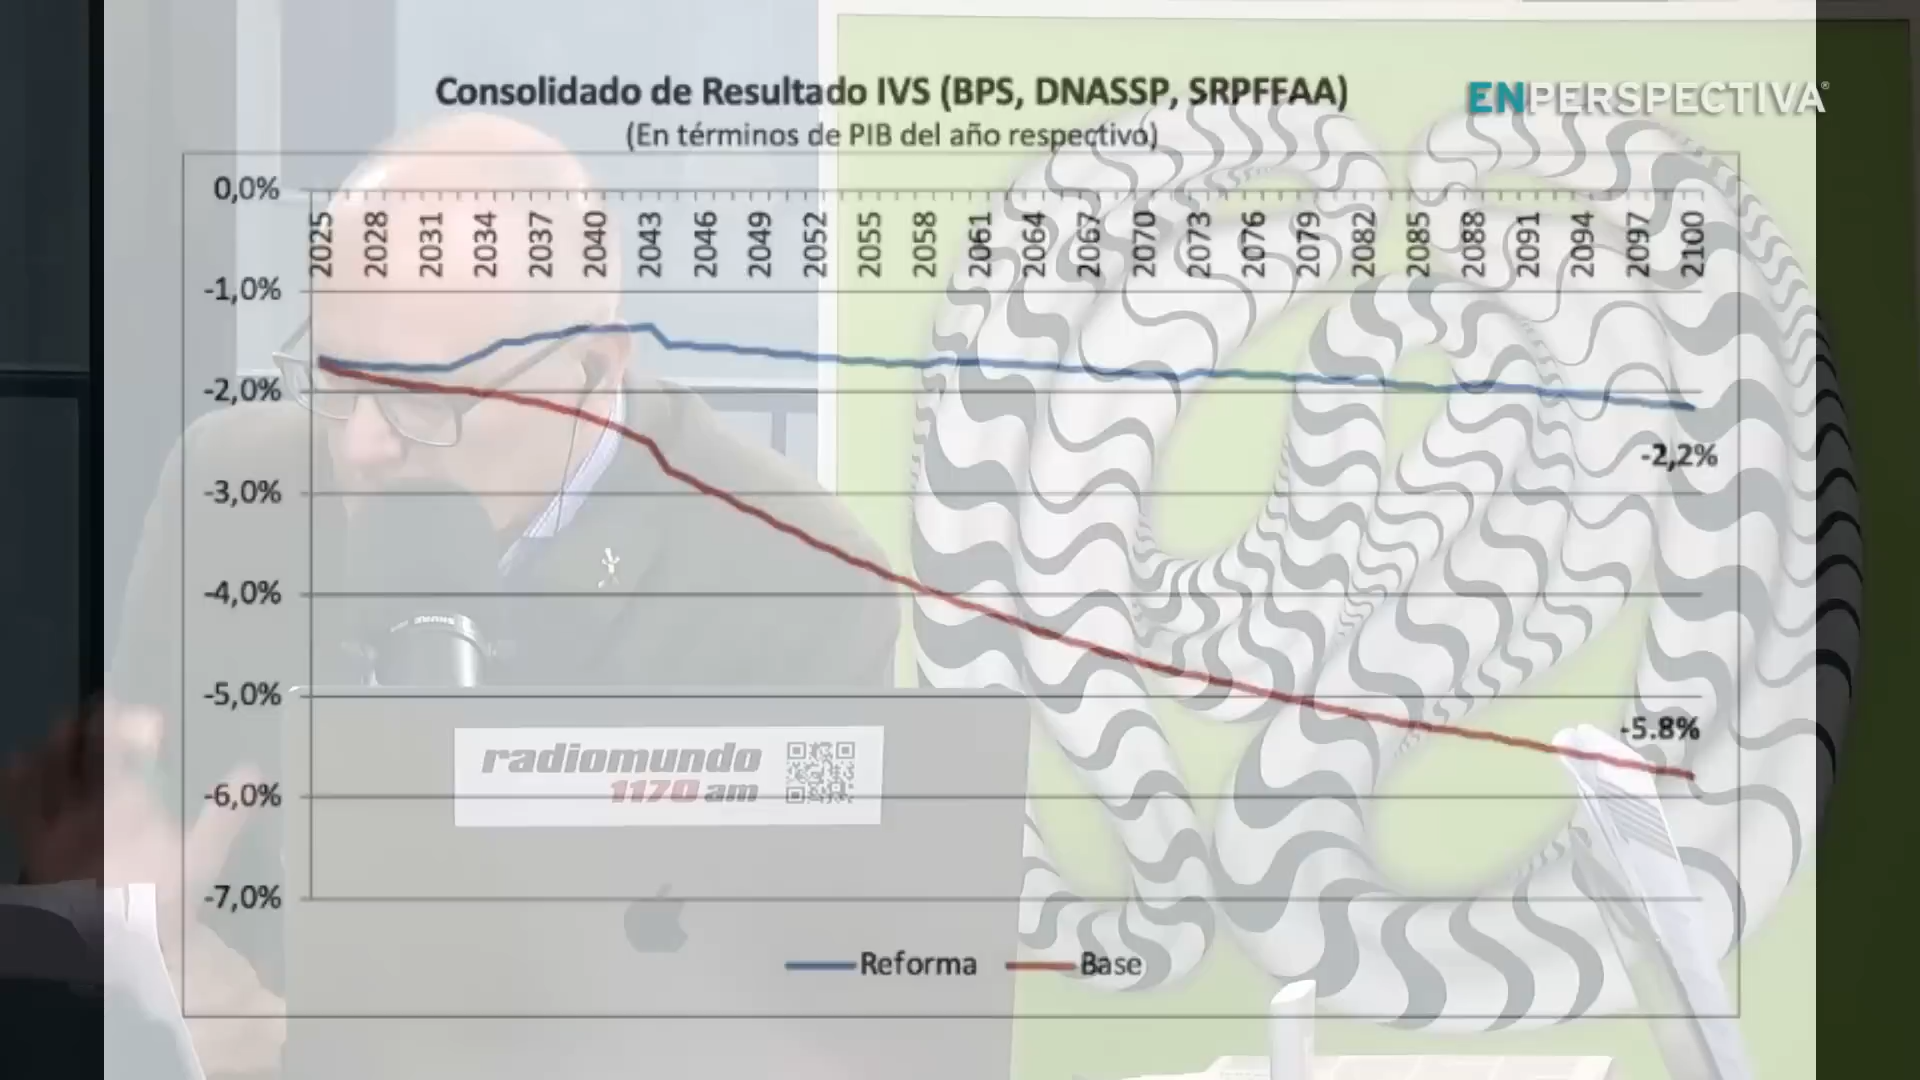 Consolidado de Resultado IVS (BPS, DNASSP, SRPFFAA)
ENPERSPECTIVA
(En términos de PIB del año respectivo)
0,0%
2025 2028 2031 2034 2037 2040 2043 2046 2049 2052 2055 2058 2061 2064 2067 2070 2073 2076 2079 2082 2085 2088 2091 2094 2097 2100
-1,0%
-2,0%
-2,2%
-3,0%
-4,0%
-5,0%
-5.8%
-6,0%
-7,0%
radiomundo
1170 am
Reforma Base